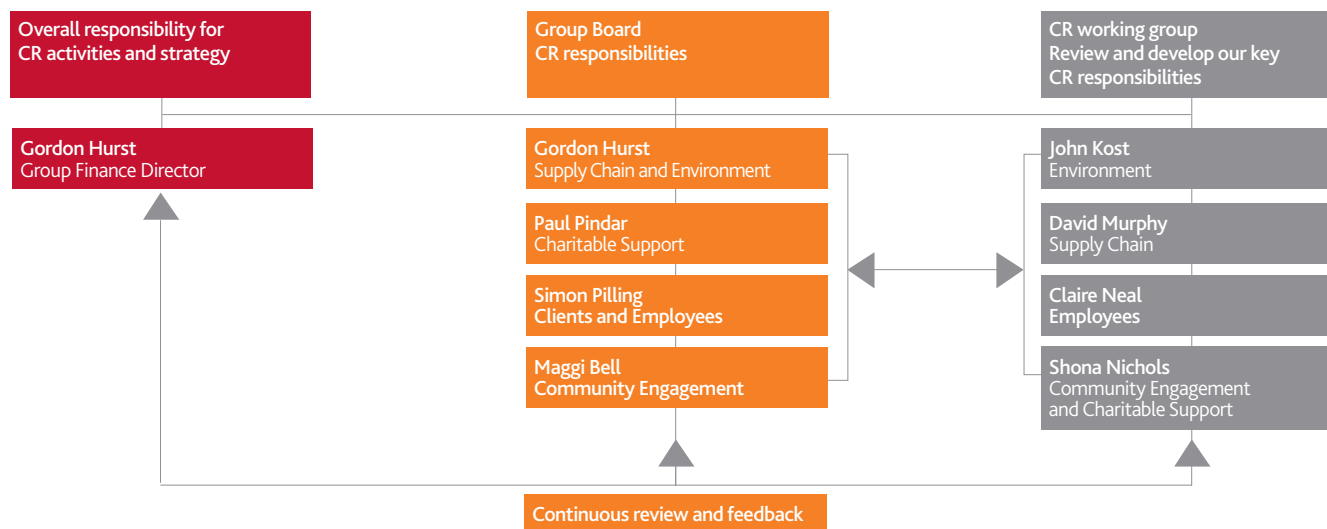 Overall responsibility for
CR activities and strategy
Gordon Hurst
Group Finance Director
Group Board
CR responsibilities
Gordon Hurst
Supply Chain and Environment
Paul Pindar
Charitable Support
Simon Pilling
Clients and Employees
Maggi Bell
Community Engagement
CR working group
Review and develop our key
CR responsibilities
John Kost
Environment
David Murphy
Supply Chain
Claire Neal
Employees
Shona Nichols
Community Engagement
and Charitable Support
Continuous review and feedback